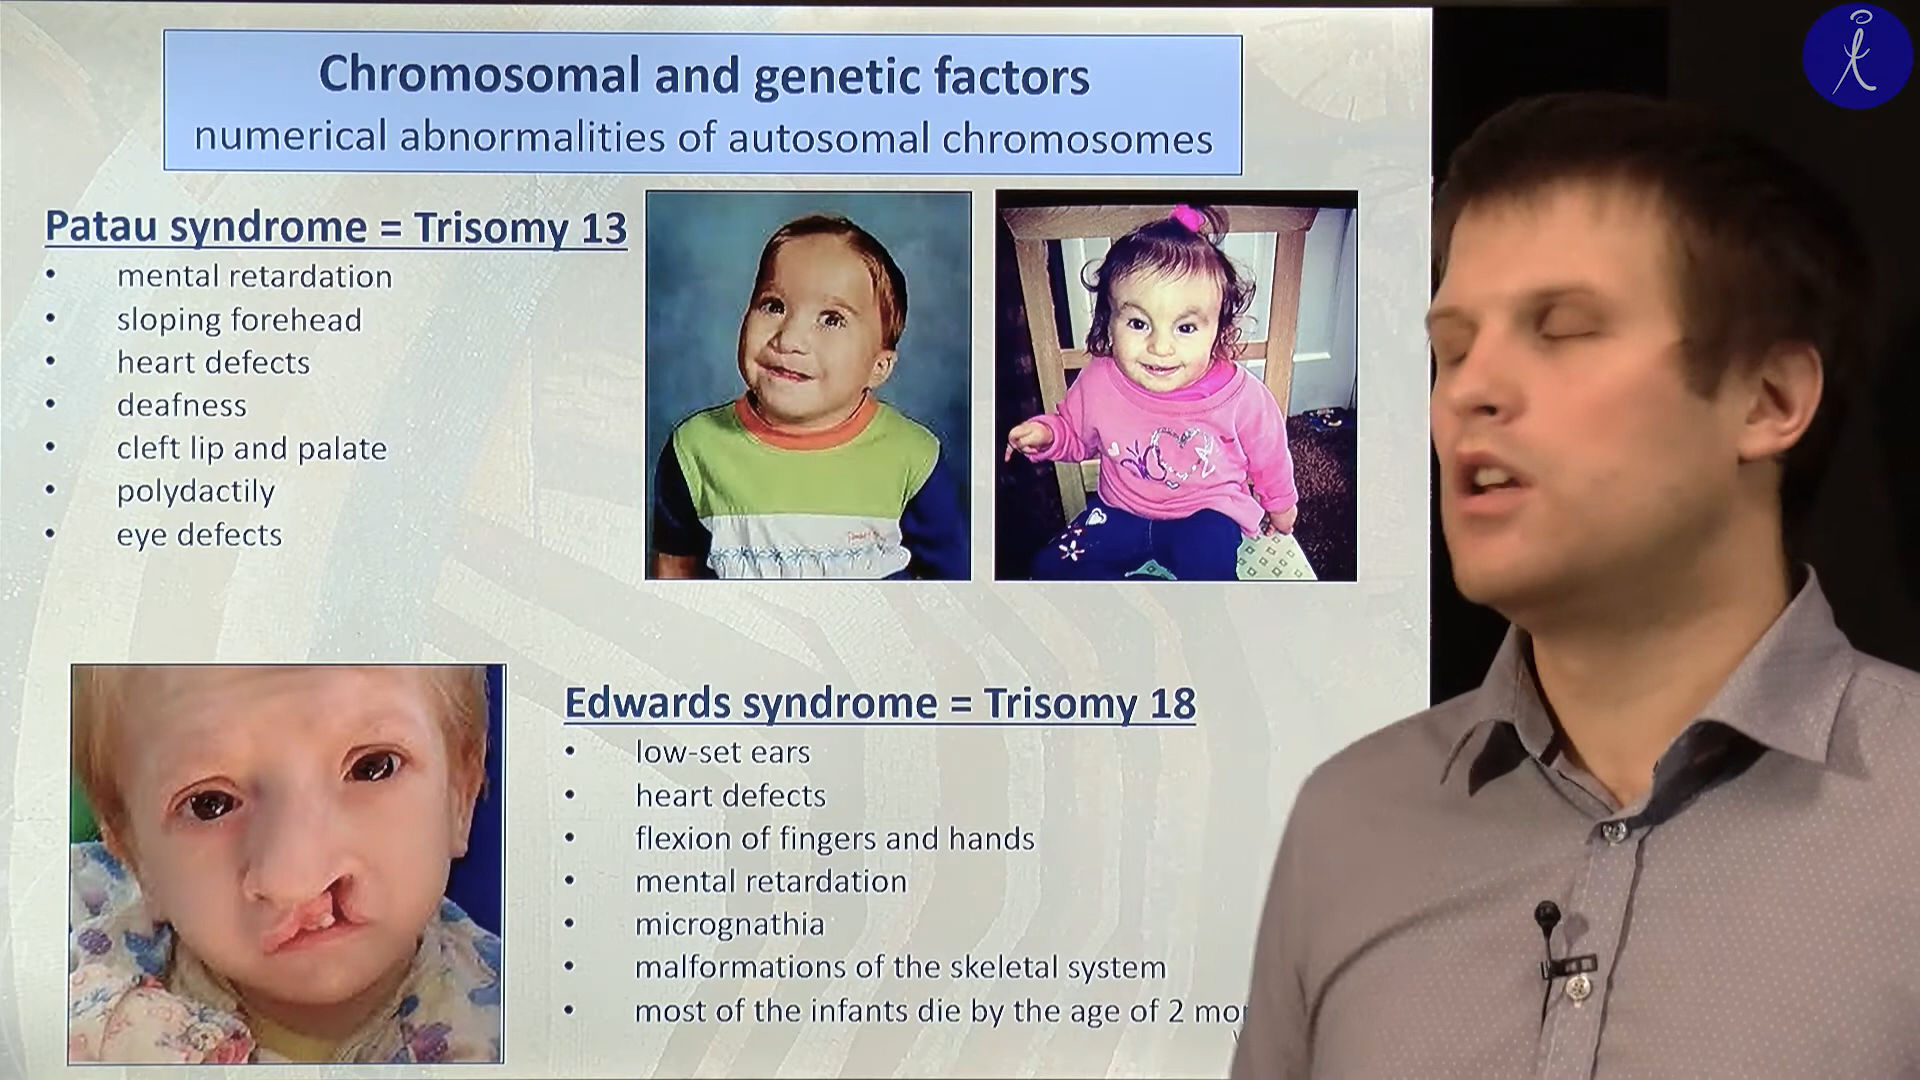 Chromosomal and genetic factors
numerical abnormalities of autosomal chromosomes
Patau syndrome = Trisomy 13
• mental retardation
• sloping forehead
• heart defects
• deafness
• cleft lip and palate
• polydactily
• eye defects
Edwards syndrome = Trisomy 18
• low-set ears
• heart defects
• flexion of fingers and hands
• mental retardation
• micrognathia
• malformations of the skeletal system
• most of the infants die by the age of 2